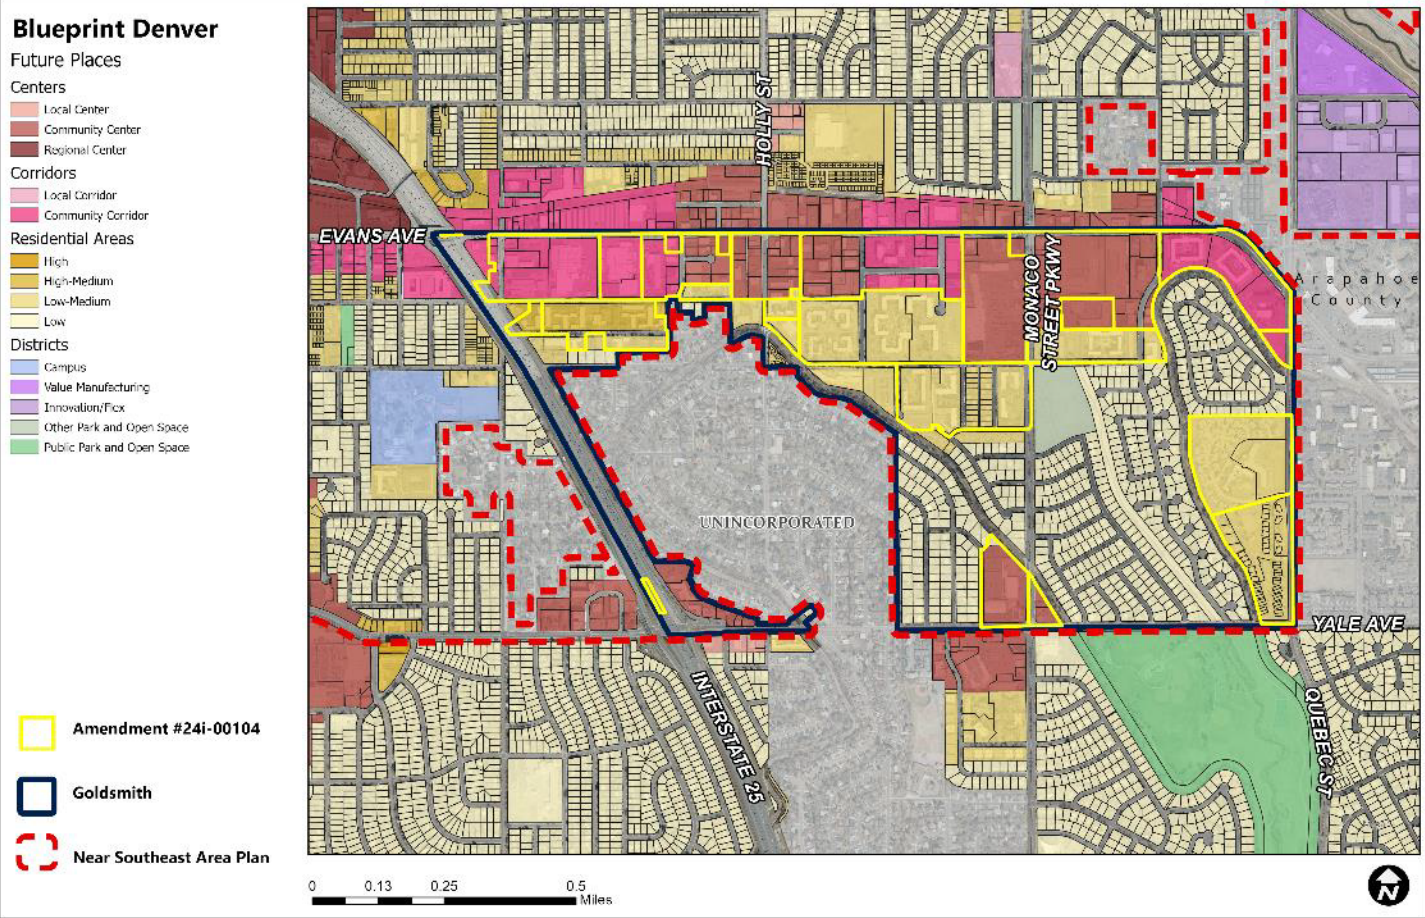 Blueprint Denver
Future Places
Centers
Local Center
Community Center
Regional Center
Corridors
Local Corridor
Community Corridor
Residential Areas
High
High-Medium
Low-Medium
Low
Districts
Campus
Value Manufacturing
Innovation/Flex
Other Park and Open Space
Public Park and Open Space
Amendment #24i-00104
Goldsmith
Near Southeast Area Plan
HOLLY ST
EVANS AVE
MONACO
STREET PKWY
Arapahoe
County
UNINCORPORATED
YALE AVE
INTERSTATE 25
QUEBEC ST
0 0.13 0.25 0.5
Miles
N